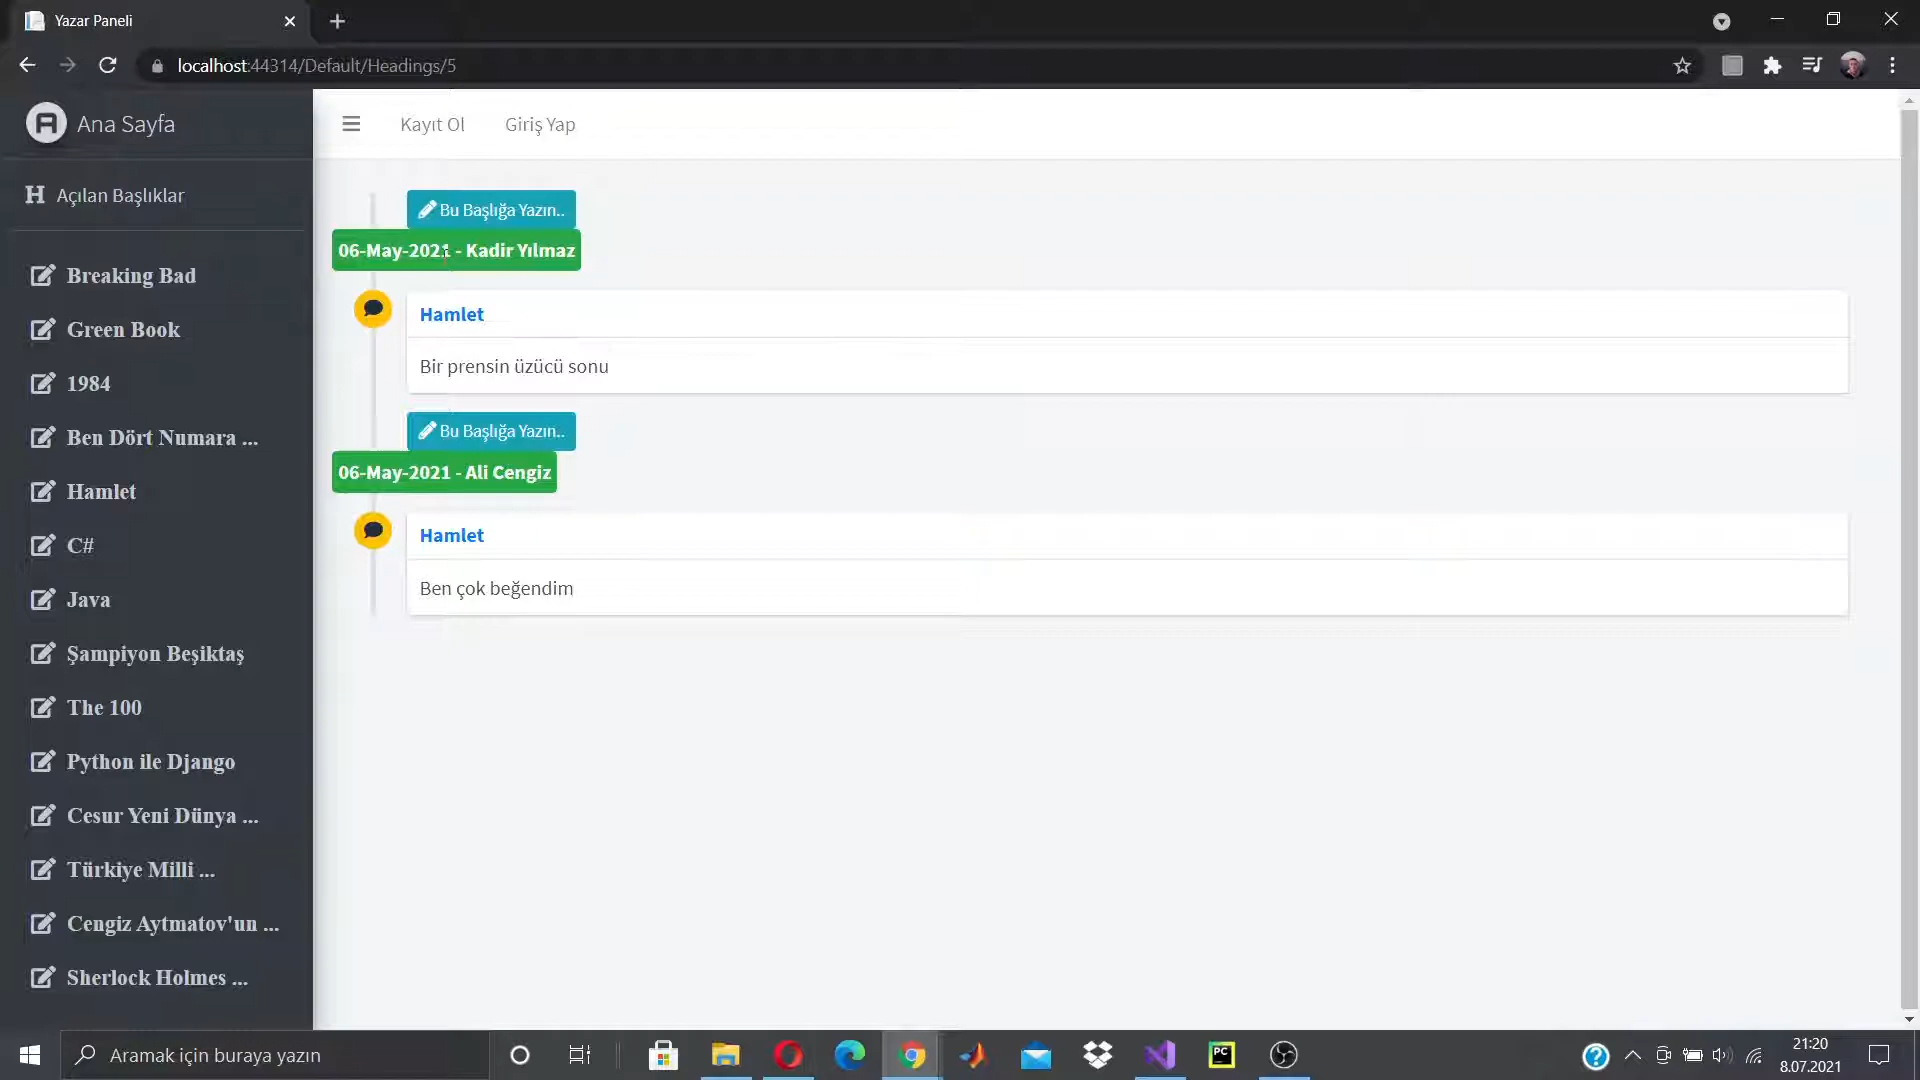 Yazar Paneli
localhost:44314/Default/Headings/5
Ana Sayfa
Kayıt Ol
Giriş Yap
H Açılan Başlıklar
Breaking Bad
Green Book
1984
Ben Dört Numara ...
Hamlet
C#
Java
Şampiyon Beşiktaş
The 100
Python ile Django
Cesur Yeni Dünya ...
Türkiye Milli ...
Cengiz Aytmatov'un ...
Sherlock Holmes ...
Bu Başlığa Yazın..
06-May-2021 - Kadir Yılmaz
Hamlet
Bir prensin üzücü sonu
Bu Başlığa Yazın..
06-May-2021 - Ali Cengiz
Hamlet
Ben çok beğendim
Aramak için buraya yazın
PC
21:20
8.07.2021